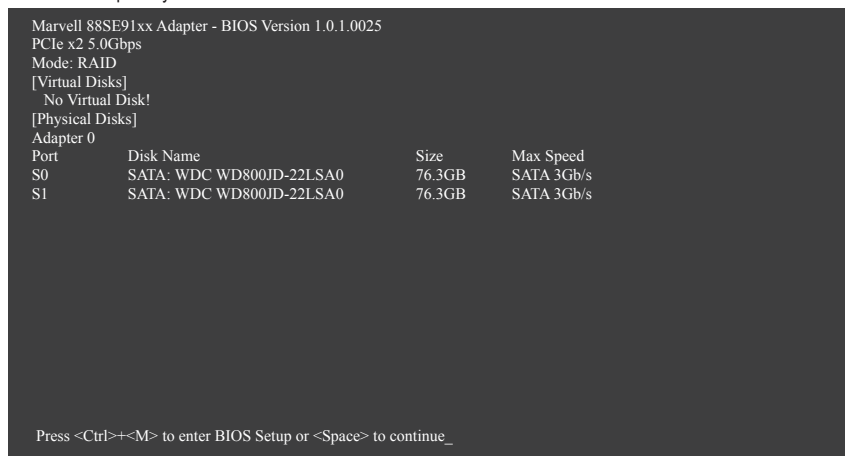 Marvell 88SE91xx Adapter - BIOS Version 1.0.1.0025
PCIe x2 5.0Gbps
Mode: RAID
[Virtual Disks]
No Virtual Disk!
[Physical Disks]
Adapter 0
Port Disk Name Size Max Speed
S0 SATA: WDC WD800JD-22LSA0 76.3GB SATA 3Gb/s
S1 SATA: WDC WD800JD-22LSA0 76.3GB SATA 3Gb/s
Press <Ctrl>+<M> to enter BIOS Setup or <Space> to continue_